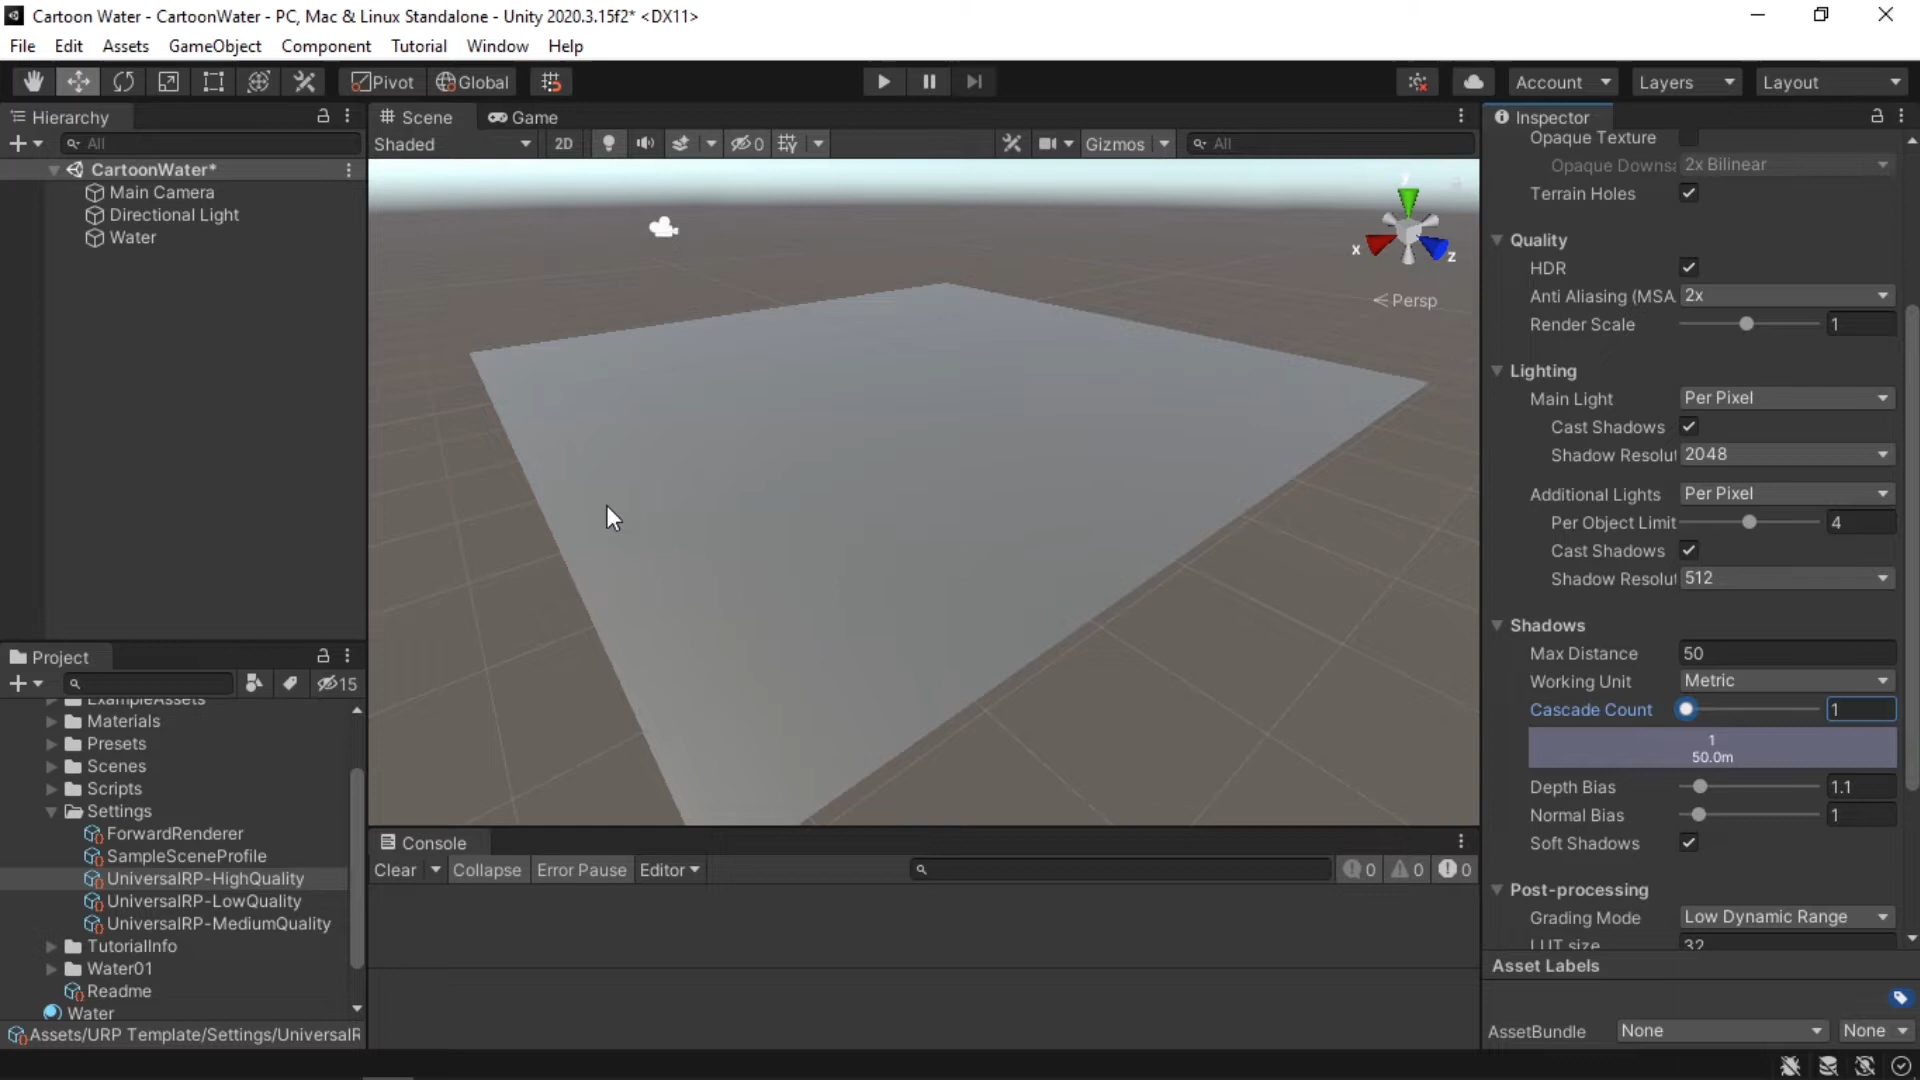 Cartoon Water - CartoonWater - PC, Mac & Linux Standalone - Unity 2020.3.15f2* <DX11>
File Edit Assets GameObject Component Tutorial Window Help
Pivot Global Account Layers Layout
Hierarchy
All
CartoonWater*
Main Camera
Directional Light
Water
Scene Game
Shaded 2D 0 Gizmos All
Y
X
Z
Persp
Project
15
ExampleAssets
Materials
Presets
Scenes
Scripts
Settings
ForwardRenderer
SampleSceneProfile
UniversalRP-HighQuality
UniversalRP-LowQuality
UniversalRP-MediumQuality
TutorialInfo
Water01
Readme
Water
Assets/URP Template/Settings/UniversalR
Console
Clear Collapse Error Pause Editor 0 0 0
Inspector
Opaque Texture
Opaque Downsa 2x Bilinear
Terrain Holes
Quality
HDR
Anti Aliasing (MSA 2x
Render Scale 1
Lighting
Main Light Per Pixel
Cast Shadows
Shadow Resolut 2048
Additional Lights Per Pixel
Per Object Limit 4
Cast Shadows
Shadow Resolut 512
Shadows
Max Distance 50
Working Unit Metric
Cascade Count 1
1
50.0m
Depth Bias 1.1
Normal Bias 1
Soft Shadows
Post-processing
Grading Mode Low Dynamic Range
LUT size 32
Asset Labels
AssetBundle None None